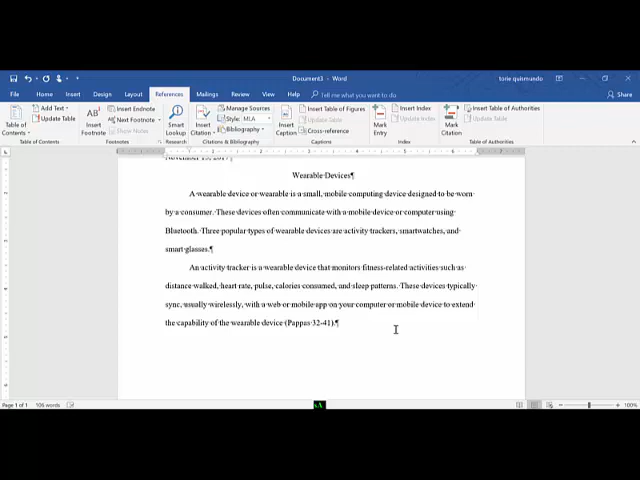 Document3 - Word
torie quismundo
File Home Insert Design Layout References Mailings Review View Tell me what you want to do
Table of Contents
Add Text
Update Table
AB¹ Insert Footnote
Insert Endnote
Next Footnote
Show Notes
Footnotes
Smart Lookup
Insert Citation
Manage Sources
Style: MLA
Bibliography
Citations & Bibliography
Insert Caption
Insert Table of Figures
Update Table
Cross-reference
Captions
Mark Entry
Insert Index
Update Index
Index
Mark Citation
Insert Table of Authorities
Update Table
Table of Authorities
Wearable·Devices¶
A·wearable·device·or·wearable·is·a·small,·mobile·computing·device·designed·to·be·worn·
by·a·consumer.·These·devices·often·communicate·with·a·mobile·device·or·computer·using·
Bluetooth.·Three·popular·types·of·wearable·devices·are·activity·trackers,·smartwatches,·and·
smart·glasses.¶
An·activity·tracker·is·a·wearable·device·that·monitors·fitness-related·activities·such·as·
distance·walked,·heart·rate,·pulse,·calories·consumed,·and·sleep·patterns.·These·devices·typically·
sync,·usually·wirelessly,·with·a·web·or·mobile·app·on·your·computer·or·mobile·device·to·extend·
the·capability·of·the·wearable·device·(Pappas·32-41).¶
Page 1 of 1 106 words
100%